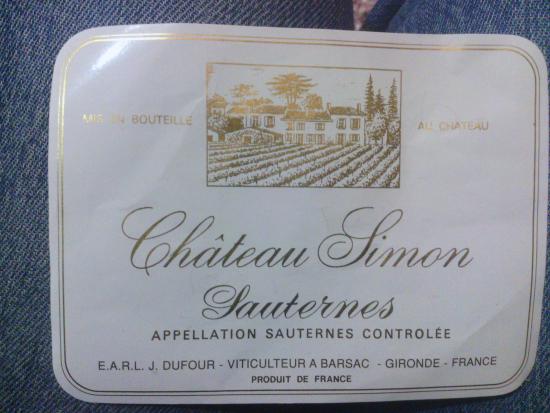 MIS EN BOUTEILLE AU CHATEAU
Château Simon
Sauternes
APPELLATION SAUTERNES CONTROLÉE
E.A.R.L. J. DUFOUR - VITICULTEUR A BARSAC - GIRONDE - FRANCE
PRODUIT DE FRANCE